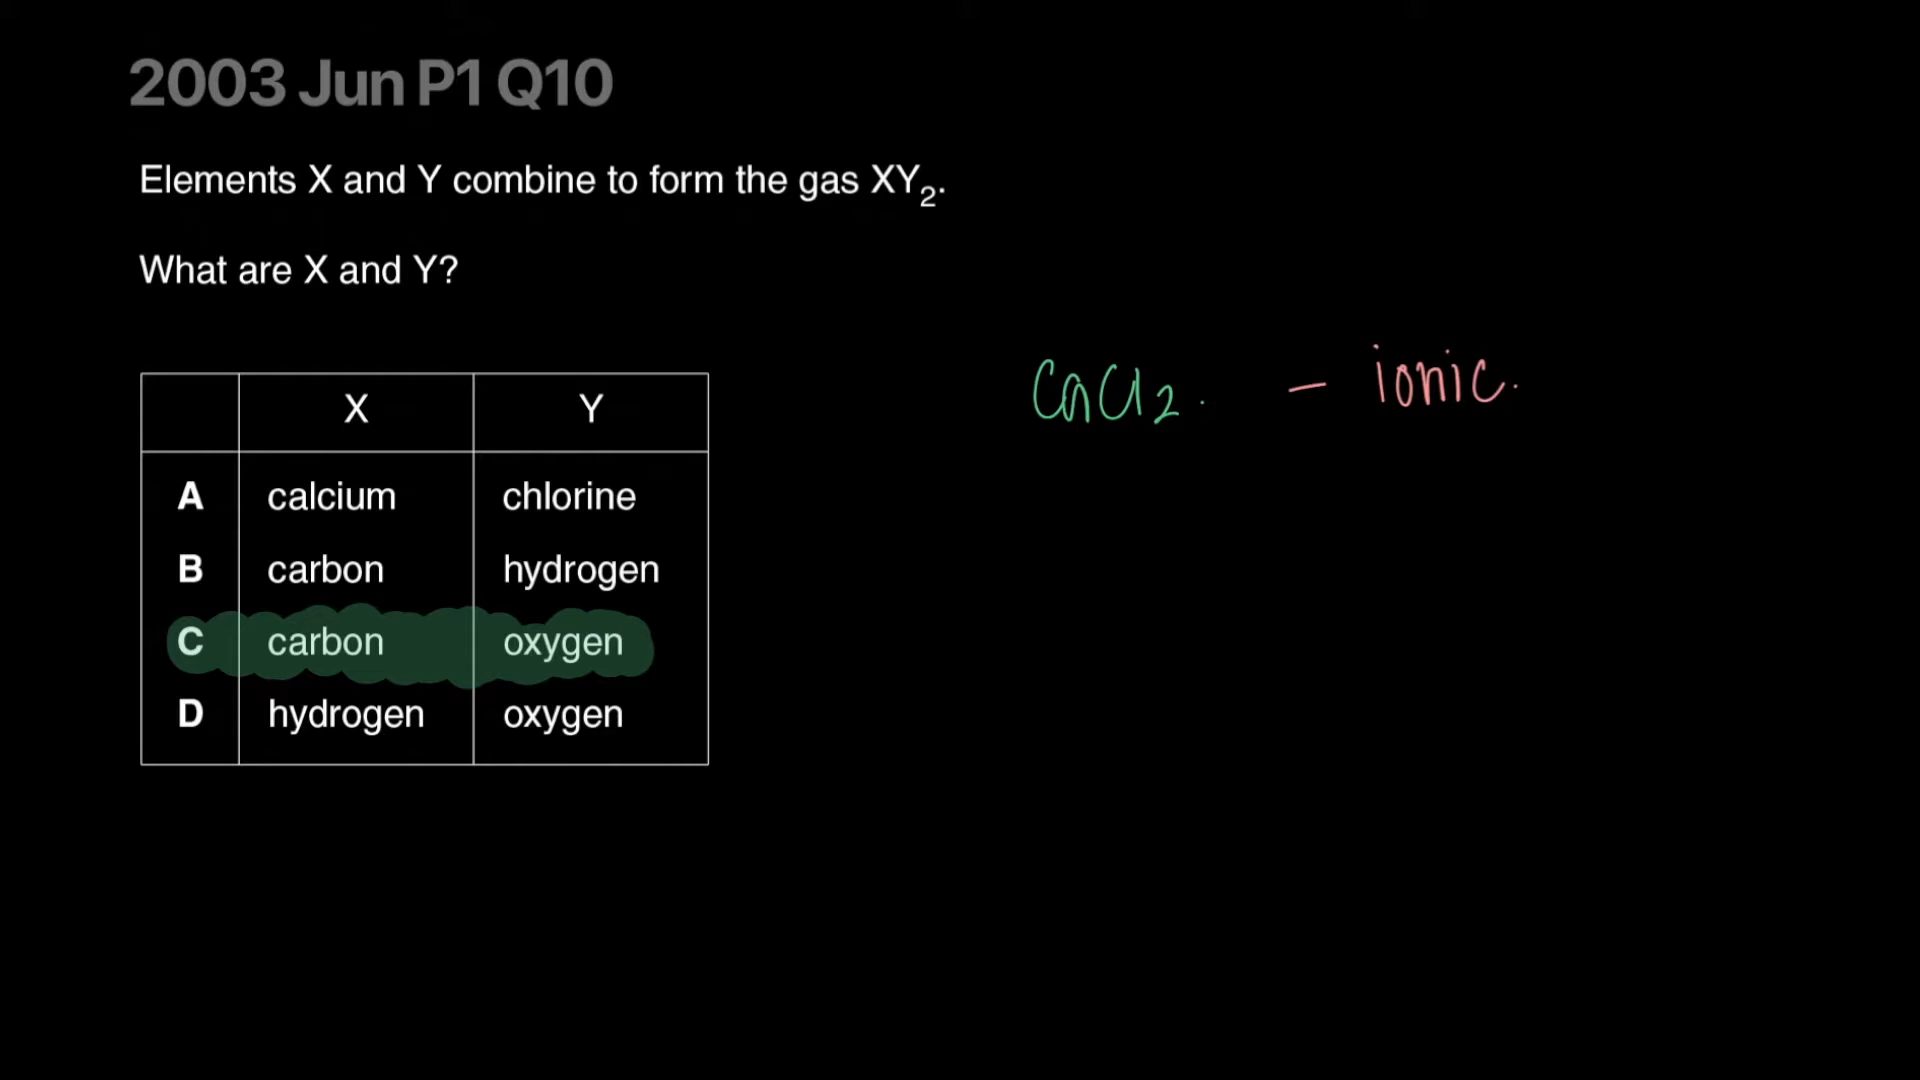 2003 Jun P1 Q10
Elements X and Y combine to form the gas XY₂.
What are X and Y?
CaCl₂. – ionic.
X Y
A calcium chlorine
B carbon hydrogen
C carbon oxygen
D hydrogen oxygen